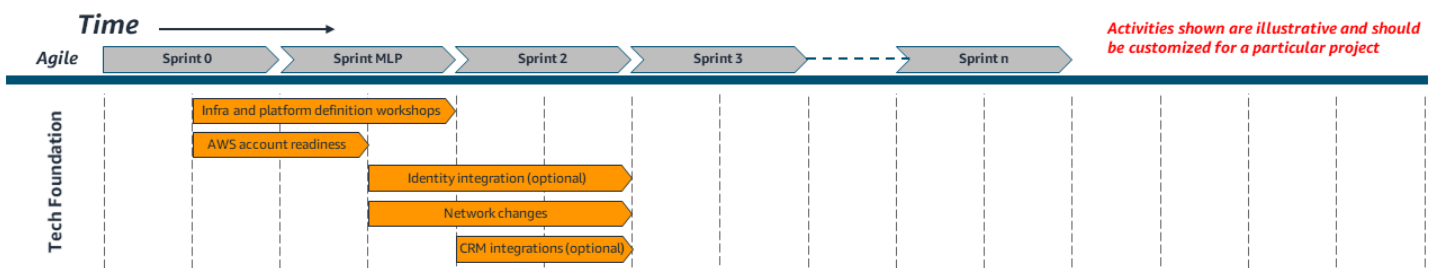 Time
Activities shown are illustrative and should
be customized for a particular project
Agile
Sprint 0
Sprint MLP
Sprint 2
Sprint 3
Sprint n
Tech Foundation
Infra and platform definition workshops
AWS account readiness
Identity integration (optional)
Network changes
CRM integrations (optional)